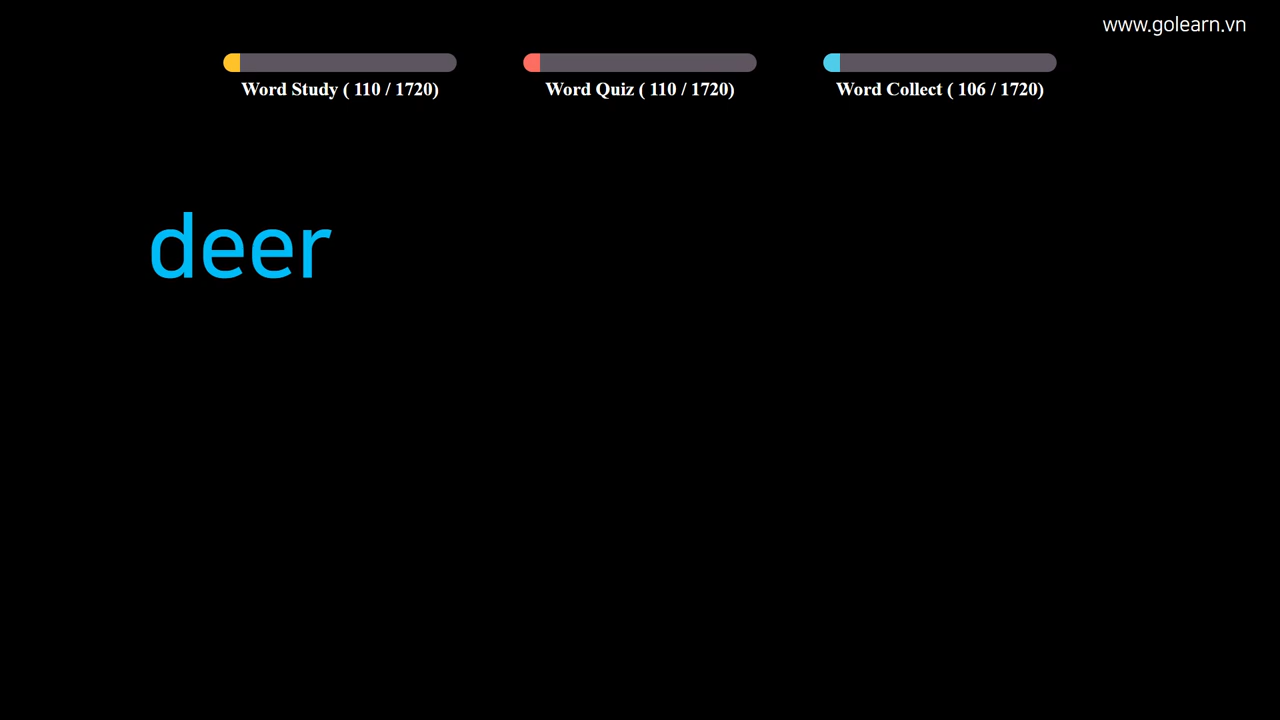 www.golearn.vn
Word Study ( 110 / 1720)
Word Quiz ( 110 / 1720)
Word Collect ( 106 / 1720)
deer